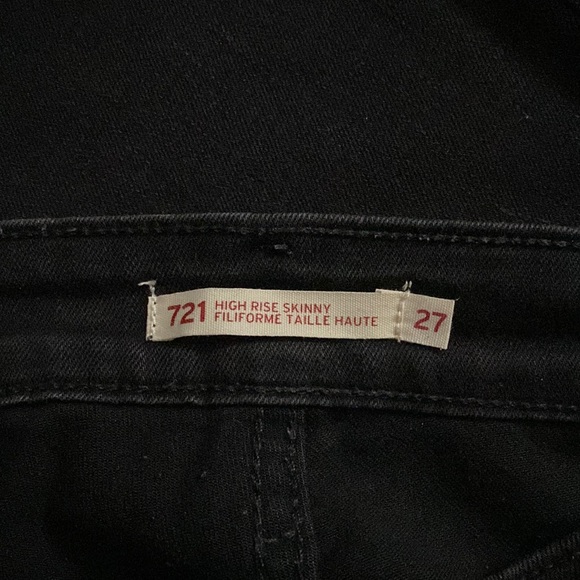 721
HIGH RISE SKINNY
FILIFORME TAILLE HAUTE
27